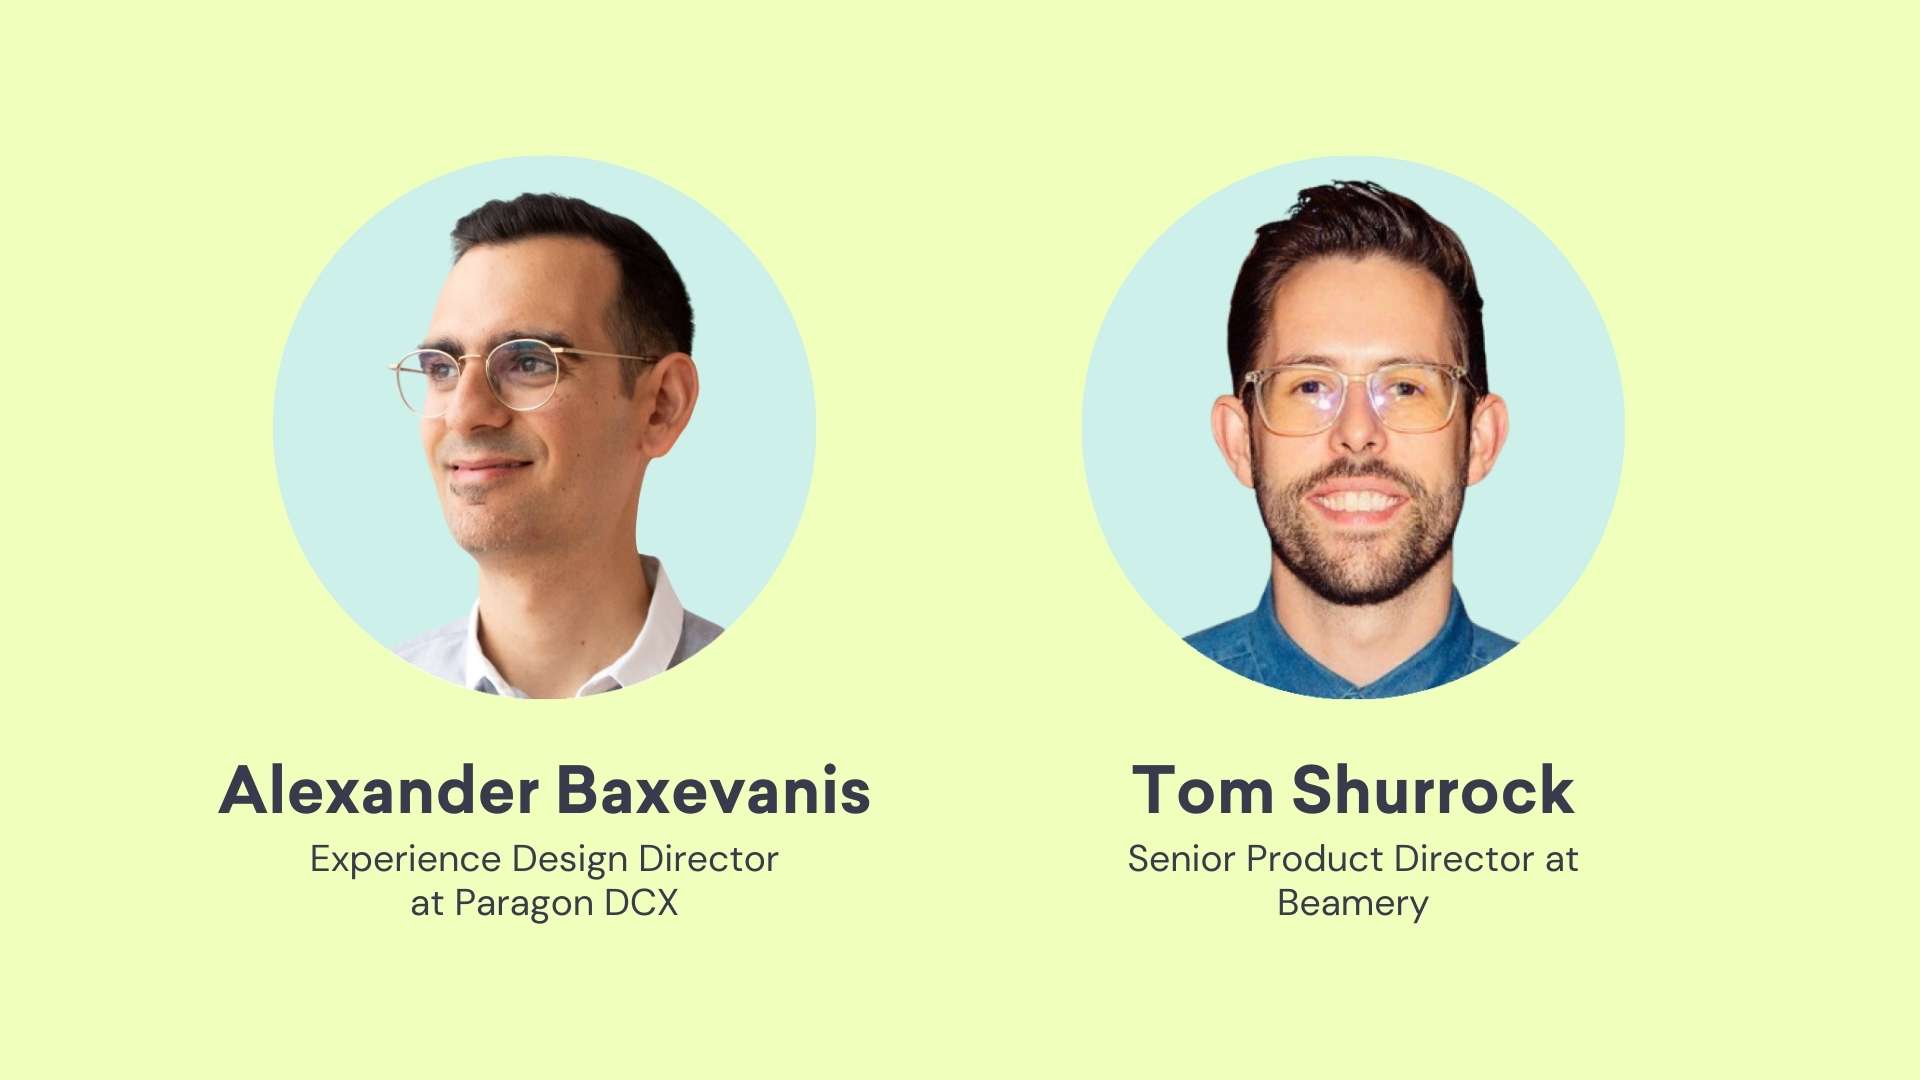 Alexander Baxevanis
Experience Design Director
at Paragon DCX
Tom Shurrock
Senior Product Director at
Beamery